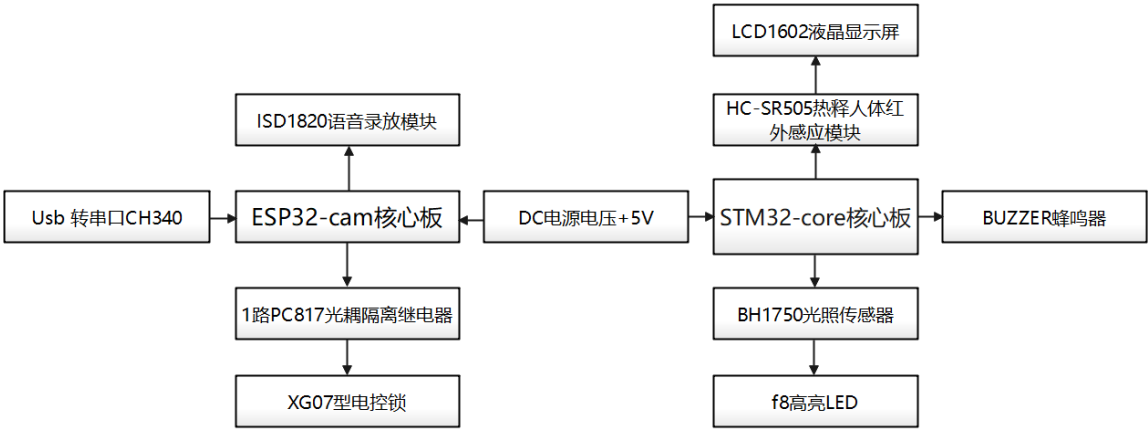 LCD1602液晶显示屏
ISD1820语音录放模块
HC-SR505热释人体红
外感应模块
Usb 转串口CH340
ESP32-cam核心板
DC电源电压+5V
STM32-core核心板
BUZZER蜂鸣器
1路PC817光耦隔离继电器
BH1750光照传感器
XG07型电控锁
f8高亮LED